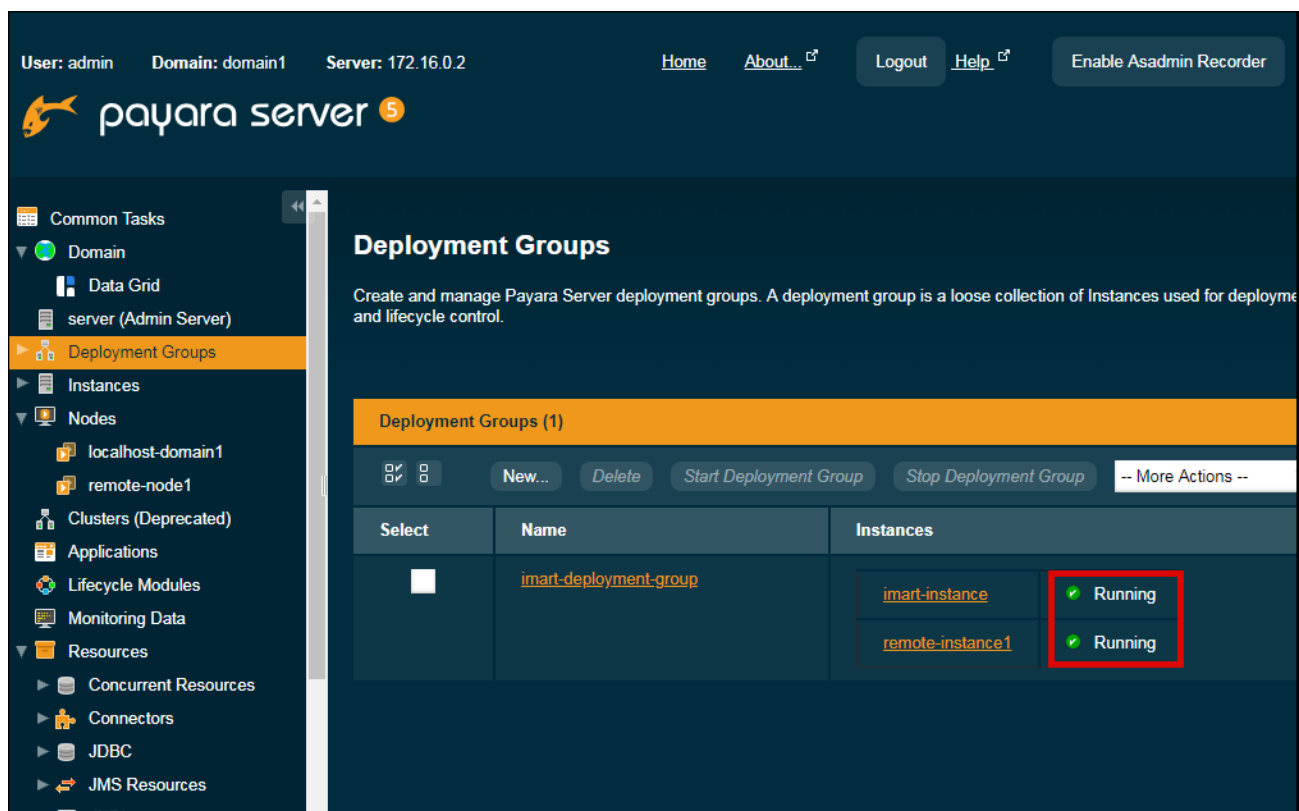 User: admin Domain: domain1 Server: 172.16.0.2 Home About... Logout Help Enable Asadmin Recorder
payara server 5
Common Tasks
Domain
Data Grid
server (Admin Server)
Deployment Groups
Instances
Nodes
localhost-domain1
remote-node1
Clusters (Deprecated)
Applications
Lifecycle Modules
Monitoring Data
Resources
Concurrent Resources
Connectors
JDBC
JMS Resources
Deployment Groups
Create and manage Payara Server deployment groups. A deployment group is a loose collection of Instances used for deployme
and lifecycle control.
Deployment Groups (1)
New... Delete Start Deployment Group Stop Deployment Group -- More Actions --
Select Name Instances
imart-deployment-group
imart-instance Running
remote-instance1 Running